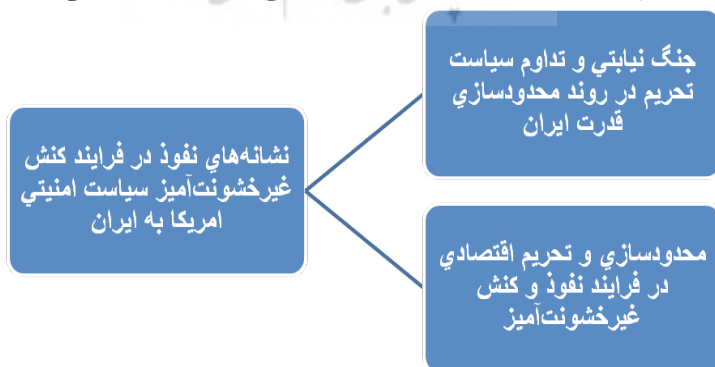 جنگ نيابتي و تداوم سياست
تحريم در روند محدودسازي
قدرت ايران
نشانه‌هاي نفوذ در فرايند كنش
غيرخشونت‌آميز سياست امنيتي
امريكا به ايران
محدودسازي و تحريم اقتصادي
در فرايند نفوذ و كنش
غيرخشونت‌آميز